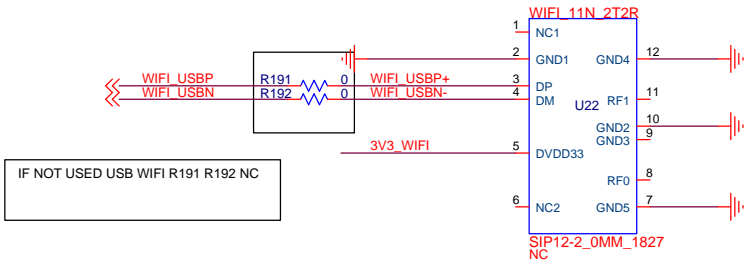 WIFI_11N_2T2R
1 NC1
2 GND1 GND4 12
WIFI_USBP R191 0 WIFI_USBP+ 3 DP
WIFI_USBN R192 0 WIFI_USBN- 4 DM
U22 RF1 11
GND2 10
GND3 9
3V3_WIFI 5 DVDD33
RF0 8
6 NC2 GND5 7
IF NOT USED USB WIFI R191 R192 NC
SIP12-2_0MM_1827
NC